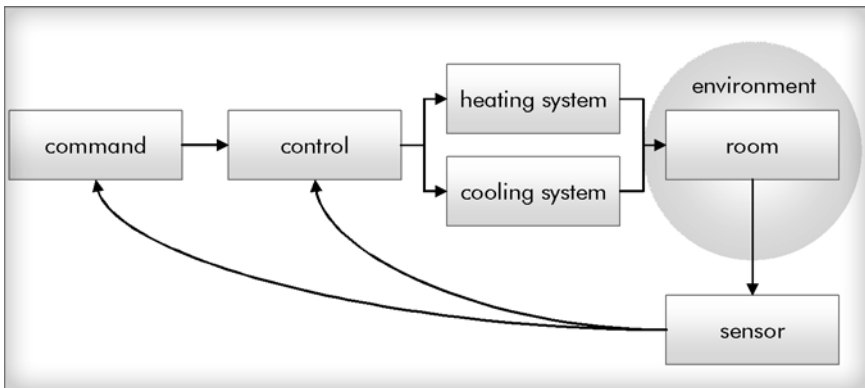 command
control
heating system
cooling system
environment
room
sensor